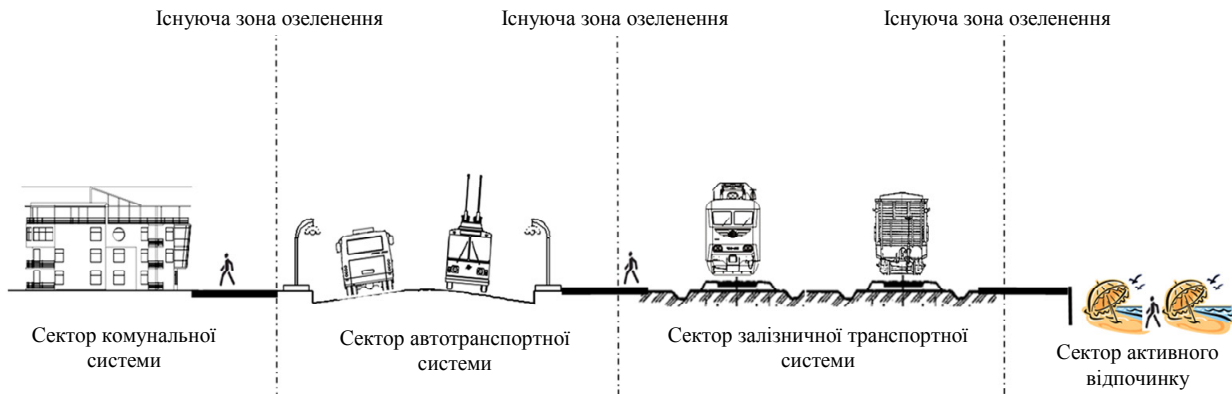 Існуюча зона озеленення
Існуюча зона озеленення
Існуюча зона озеленення
Сектор комунальної
системи
Сектор автотранспортної
системи
Сектор залізничної транспортної
системи
Сектор активного
відпочинку